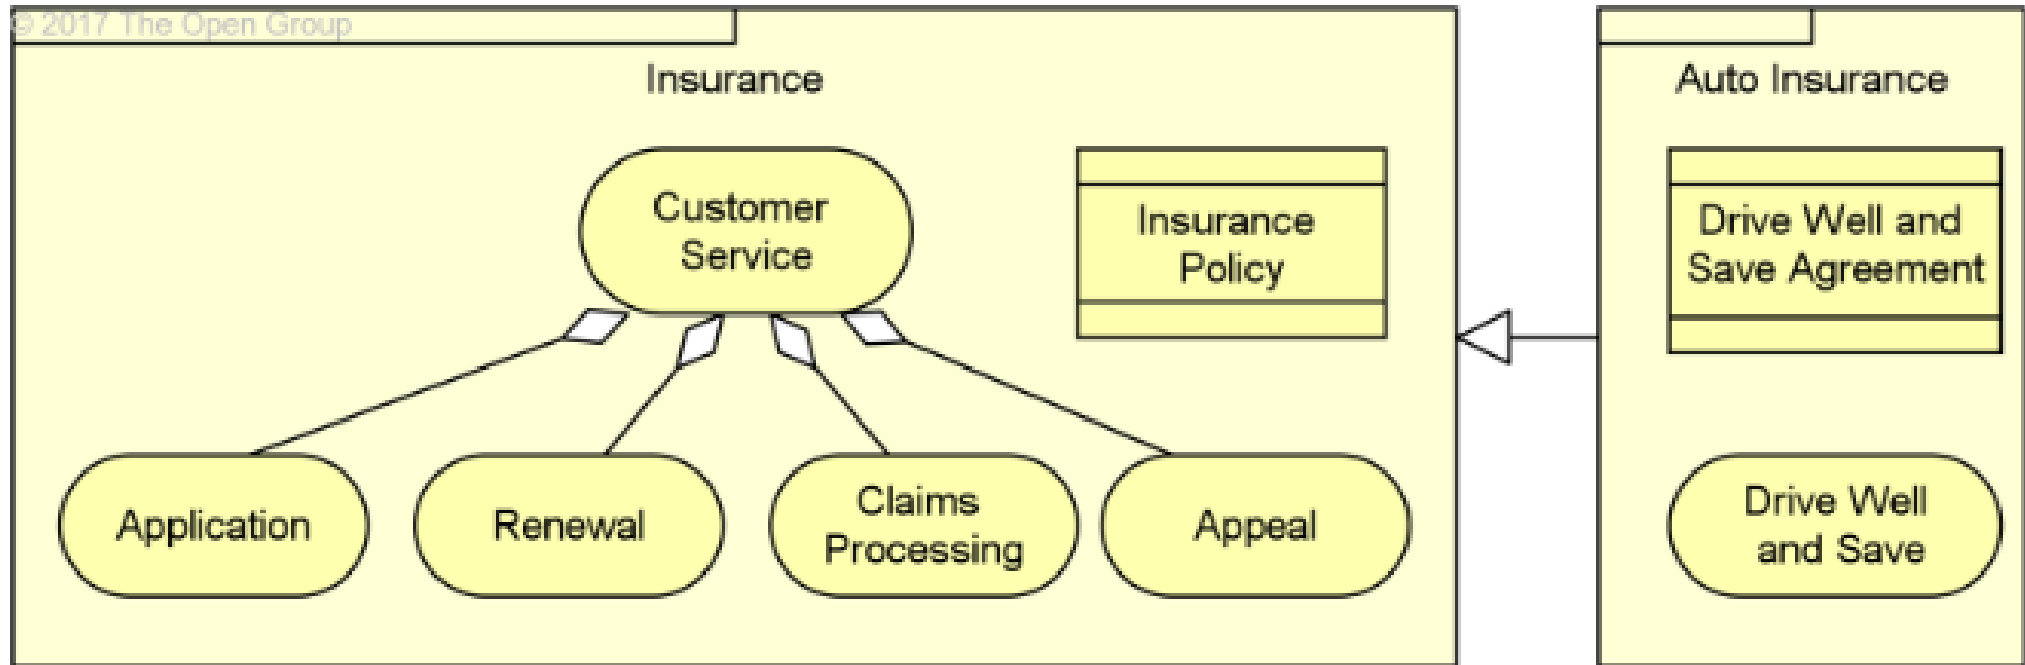 © 2017 The Open Group
Insurance
Auto Insurance
Customer
Service
Insurance
Policy
Drive Well and
Save Agreement
Application
Renewal
Claims
Processing
Appeal
Drive Well
and Save